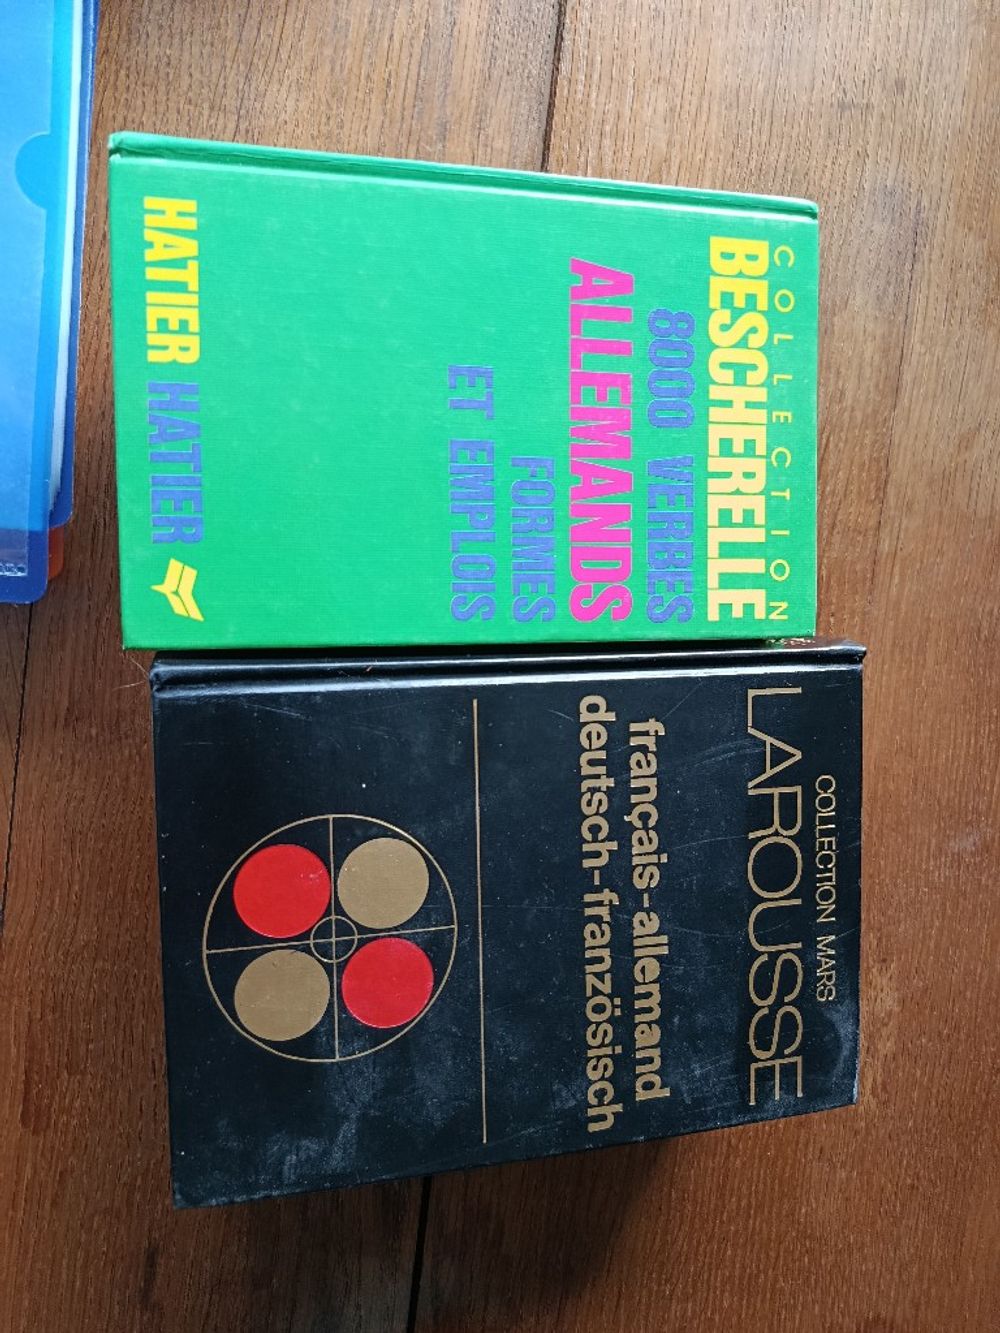 COLLECTION
BESCHERELLE
8000 VERBES
ALLEMANDS
FORMES
ET EMPLOIS
HATIER HATIER
COLLECTION MARS
LAROUSSE
français-allemand
deutsch-französisch